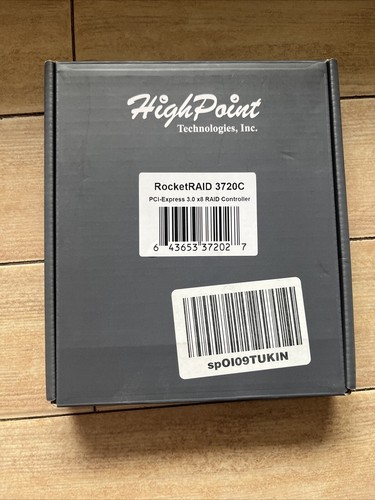 HighPoint
Technologies, Inc.
RocketRAID 3720C
PCI-Express 3.0 x8 RAID Controller
6 43653 37202 7
spOI09TUKIN